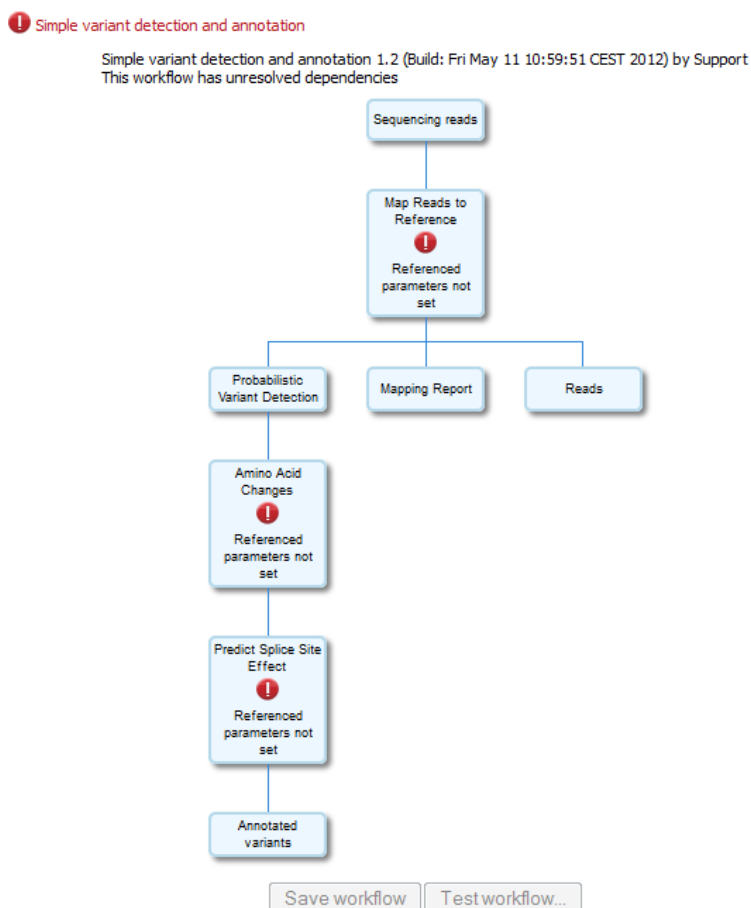 Simple variant detection and annotation
Simple variant detection and annotation 1.2 (Build: Fri May 11 10:59:51 CEST 2012) by Support
This workflow has unresolved dependencies
Sequencing reads
Map Reads to
Reference
Referenced
parameters not
set
Probabilistic
Variant Detection
Mapping Report
Reads
Amino Acid
Changes
Referenced
parameters not
set
Predict Splice Site
Effect
Referenced
parameters not
set
Annotated
variants
Save workflow
Test workflow...